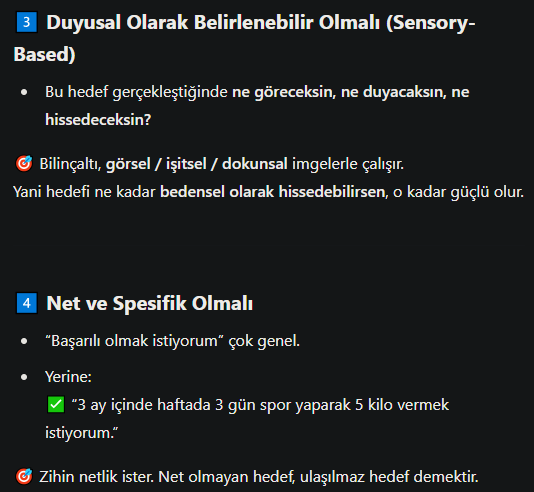 3 Duyusal Olarak Belirlenebilir Olmalı (Sensory-
Based)
• Bu hedef gerçekleştiğinde ne göreceksin, ne duyacaksın, ne
hissedeceksin?
🎯 Bilinçaltı, görsel / işitsel / dokunsal imgelerle çalışır.
Yani hedefi ne kadar bedensel olarak hissedebilirsen, o kadar güçlü olur.
4 Net ve Spesifik Olmalı
• “Başarılı olmak istiyorum” çok genel.
• Yerine:
✅ “3 ay içinde haftada 3 gün spor yaparak 5 kilo vermek
istiyorum.”
🎯 Zihin netlik ister. Net olmayan hedef, ulaşılmaz hedef demektir.